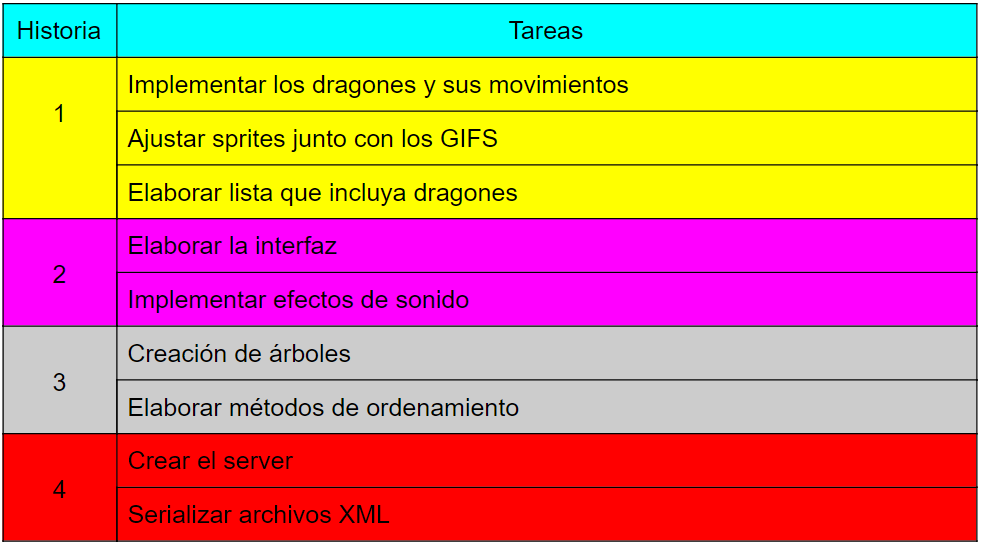 Historia Tareas
1
Implementar los dragones y sus movimientos
Ajustar sprites junto con los GIFS
Elaborar lista que incluya dragones
2
Elaborar la interfaz
Implementar efectos de sonido
3
Creación de árboles
Elaborar métodos de ordenamiento
4
Crear el server
Serializar archivos XML